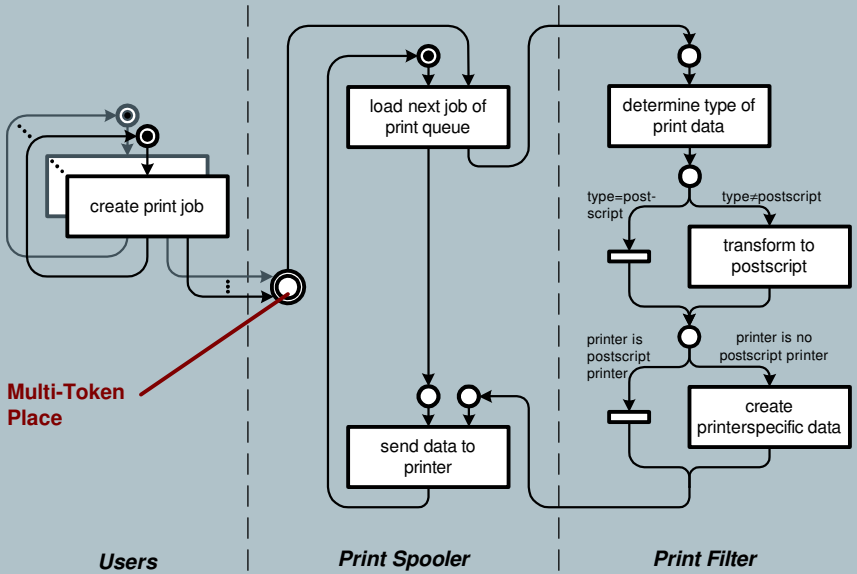 load next job of
print queue
determine type of
print data
create print job
type=post-
script
type≠postscript
transform to
postscript
Multi-Token
Place
printer is
postscript
printer
printer is no
postscript printer
create
printerspecific data
send data to
printer
Users
Print Spooler
Print Filter